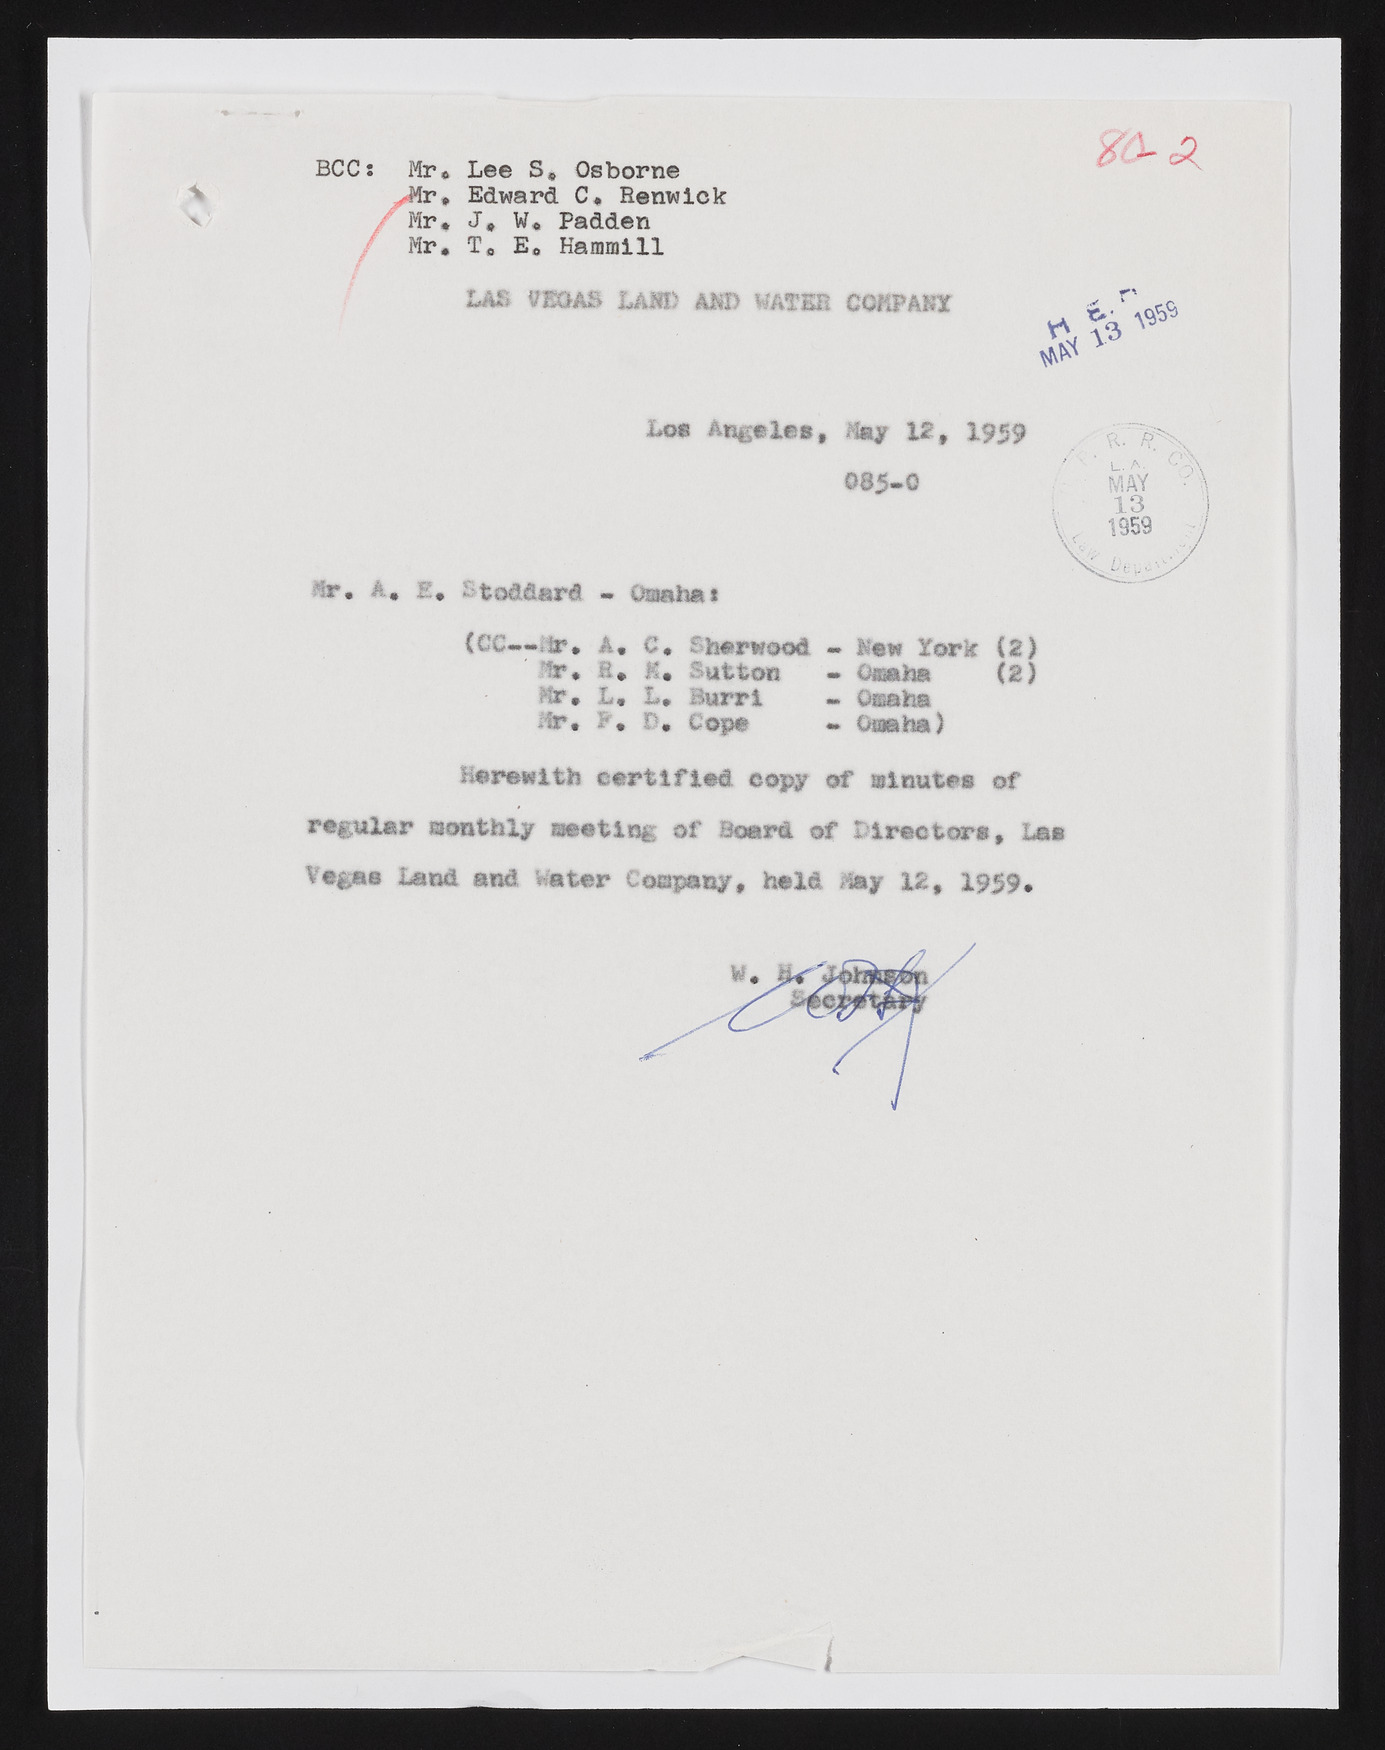 8A-2
BCC: Mr. Lee S. Osborne
Mr. Edward C. Renwick
Mr. J. W. Padden
Mr. T. E. Hammill
LAS VEGAS LAND AND WATER COMPANY
H E.
MAY 13 1959
Los Angeles, May 12, 1959
085-0
P. R. R. CO.
L. A.
MAY
13
1959
Law Department
Mr. A. E. Stoddard - Omaha:
(CC--Mr. A. C. Sherwood - New York (2)
Mr. R. M. Sutton - Omaha (2)
Mr. L. L. Burri - Omaha
Mr. F. D. Cope - Omaha)
Herewith certified copy of minutes of
regular monthly meeting of Board of Directors, Las
Vegas Land and Water Company, held May 12, 1959.
W. H. Johnson
Secretary